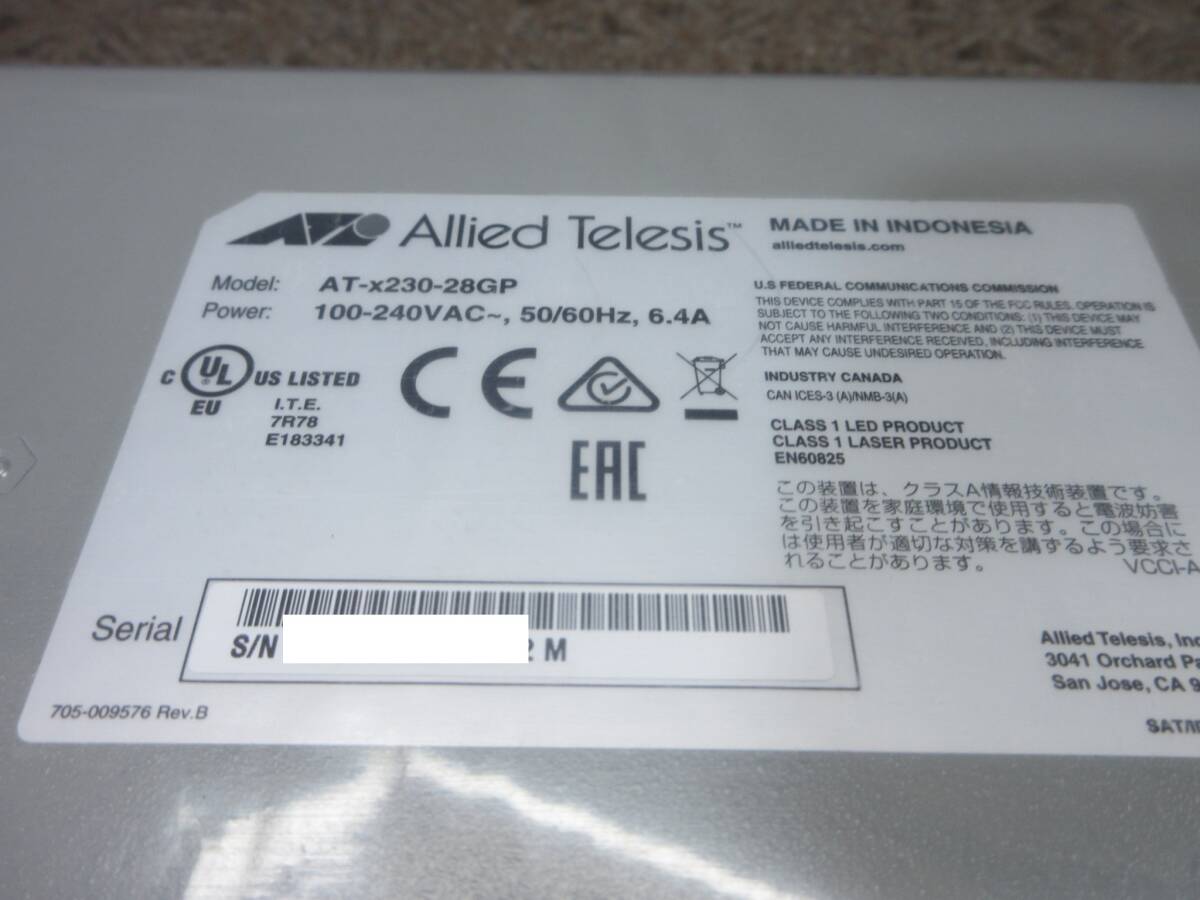 Allied Telesis™
Model: AT-x230-28GP
Power: 100-240VAC~, 50/60Hz, 6.4A
C UL ® US LISTED
EU
I.T.E.
7R78
E183341
CE
EAC
MADE IN INDONESIA
alliedtelesis.com
U.S FEDERAL COMMUNICATIONS COMMISSION
THIS DEVICE COMPLIES WITH PART 15 OF THE FCC RULES. OPERATION IS
SUBJECT TO THE FOLLOWING TWO CONDITIONS: (1) THIS DEVICE MAY
NOT CAUSE HARMFUL INTERFERENCE AND (2) THIS DEVICE MUST
ACCEPT ANY INTERFERENCE RECEIVED, INCLUDING INTERFERENCE
THAT MAY CAUSE UNDESIRED OPERATION.
INDUSTRY CANADA
CAN ICES-3 (A)/NMB-3(A)
CLASS 1 LED PRODUCT
CLASS 1 LASER PRODUCT
EN60825
この装置は、クラスA情報技術装置です。
この装置を家庭環境で使用すると電波妨害
を引き起こすことがあります。この場合に
は使用者が適切な対策を講ずるよう要求さ
れることがあります。
VCCI-A
Serial
S/N 2 M
705-009576 Rev.B
Allied Telesis, Inc
3041 Orchard Pa
San Jose, CA 9